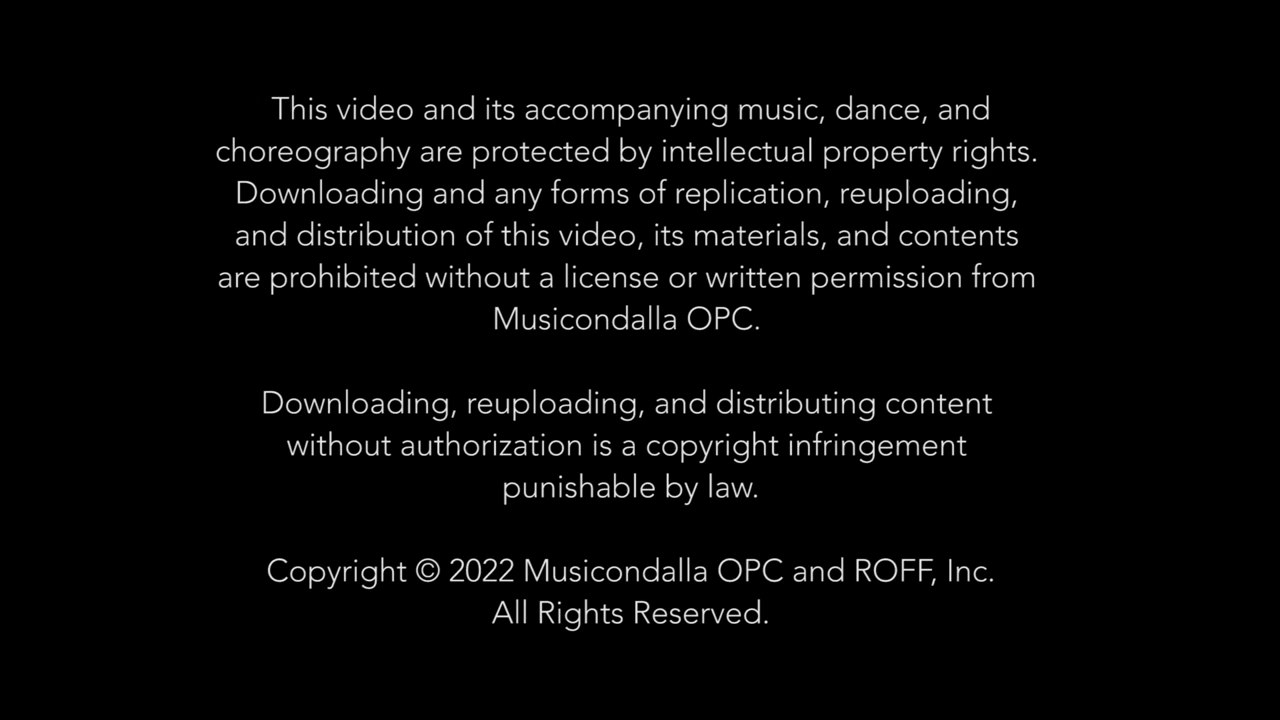 This video and its accompanying music, dance, and
choreography are protected by intellectual property rights.
Downloading and any forms of replication, reuploading,
and distribution of this video, its materials, and contents
are prohibited without a license or written permission from
Musicondalla OPC.
Downloading, reuploading, and distributing content
without authorization is a copyright infringement
punishable by law.
Copyright © 2022 Musicondalla OPC and ROFF, Inc.
All Rights Reserved.